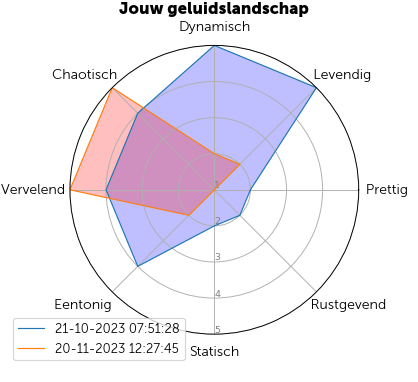 Jouw geluidslandschap
Dynamisch
Chaotisch
Levendig
Vervelend
Prettig
1
2
3
4
5
Eentonig
Rustgevend
Statisch
21-10-2023 07:51:28
20-11-2023 12:27:45